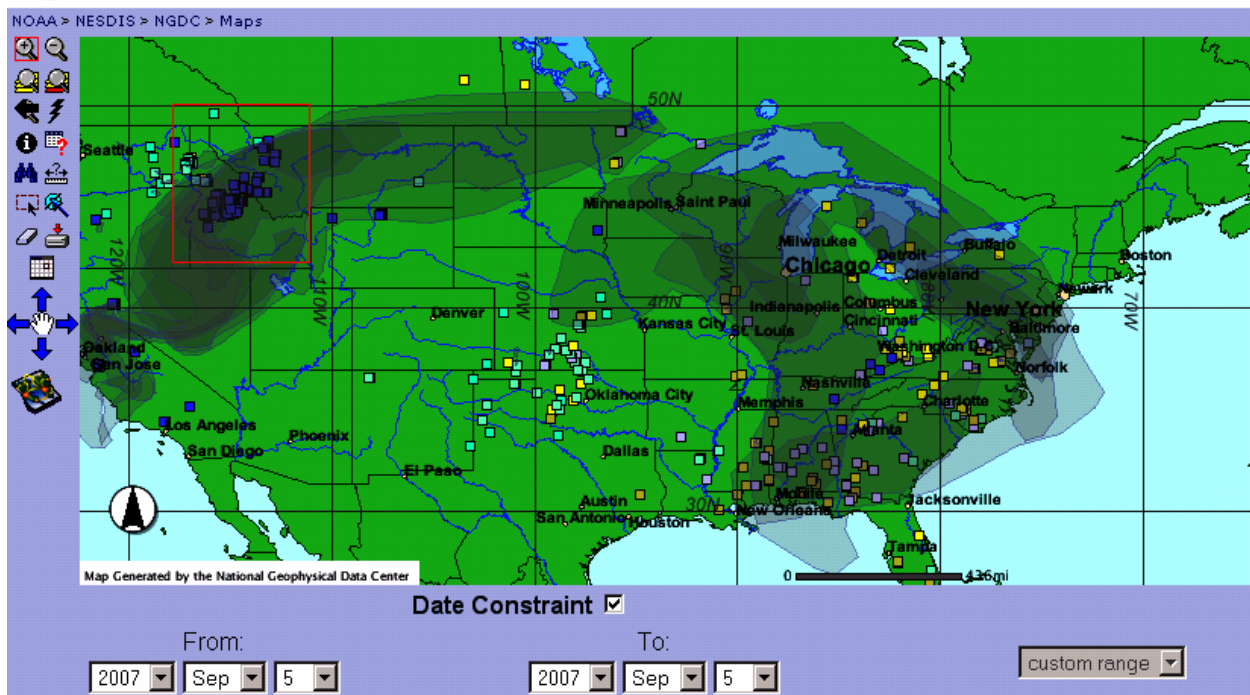 NOAA > NESDIS > NGDC > Maps
50N
Seattle
Minneapolis Saint Paul
120W
110W
100W
90W
80W
70W
Milwaukee
Chicago
Detroit
Buffalo
Boston
Cleveland
Newark
New York
40N
Denver
Kansas City
St. Louis
Indianapolis
Columbus
Cincinnati
Baltimore
Washington D
Norfolk
Oakland
San Jose
Oklahoma City
Nashville
Memphis
Charlotte
Atlanta
Los Angeles
San Diego
Phoenix
El Paso
Dallas
30N
Austin
San Antonio
Houston
Mobile
New Orleans
Jacksonville
Tampa
Map Generated by the National Geophysical Data Center
0 436mi
Date Constraint
From:
To:
2007 Sep 5
2007 Sep 5
custom range